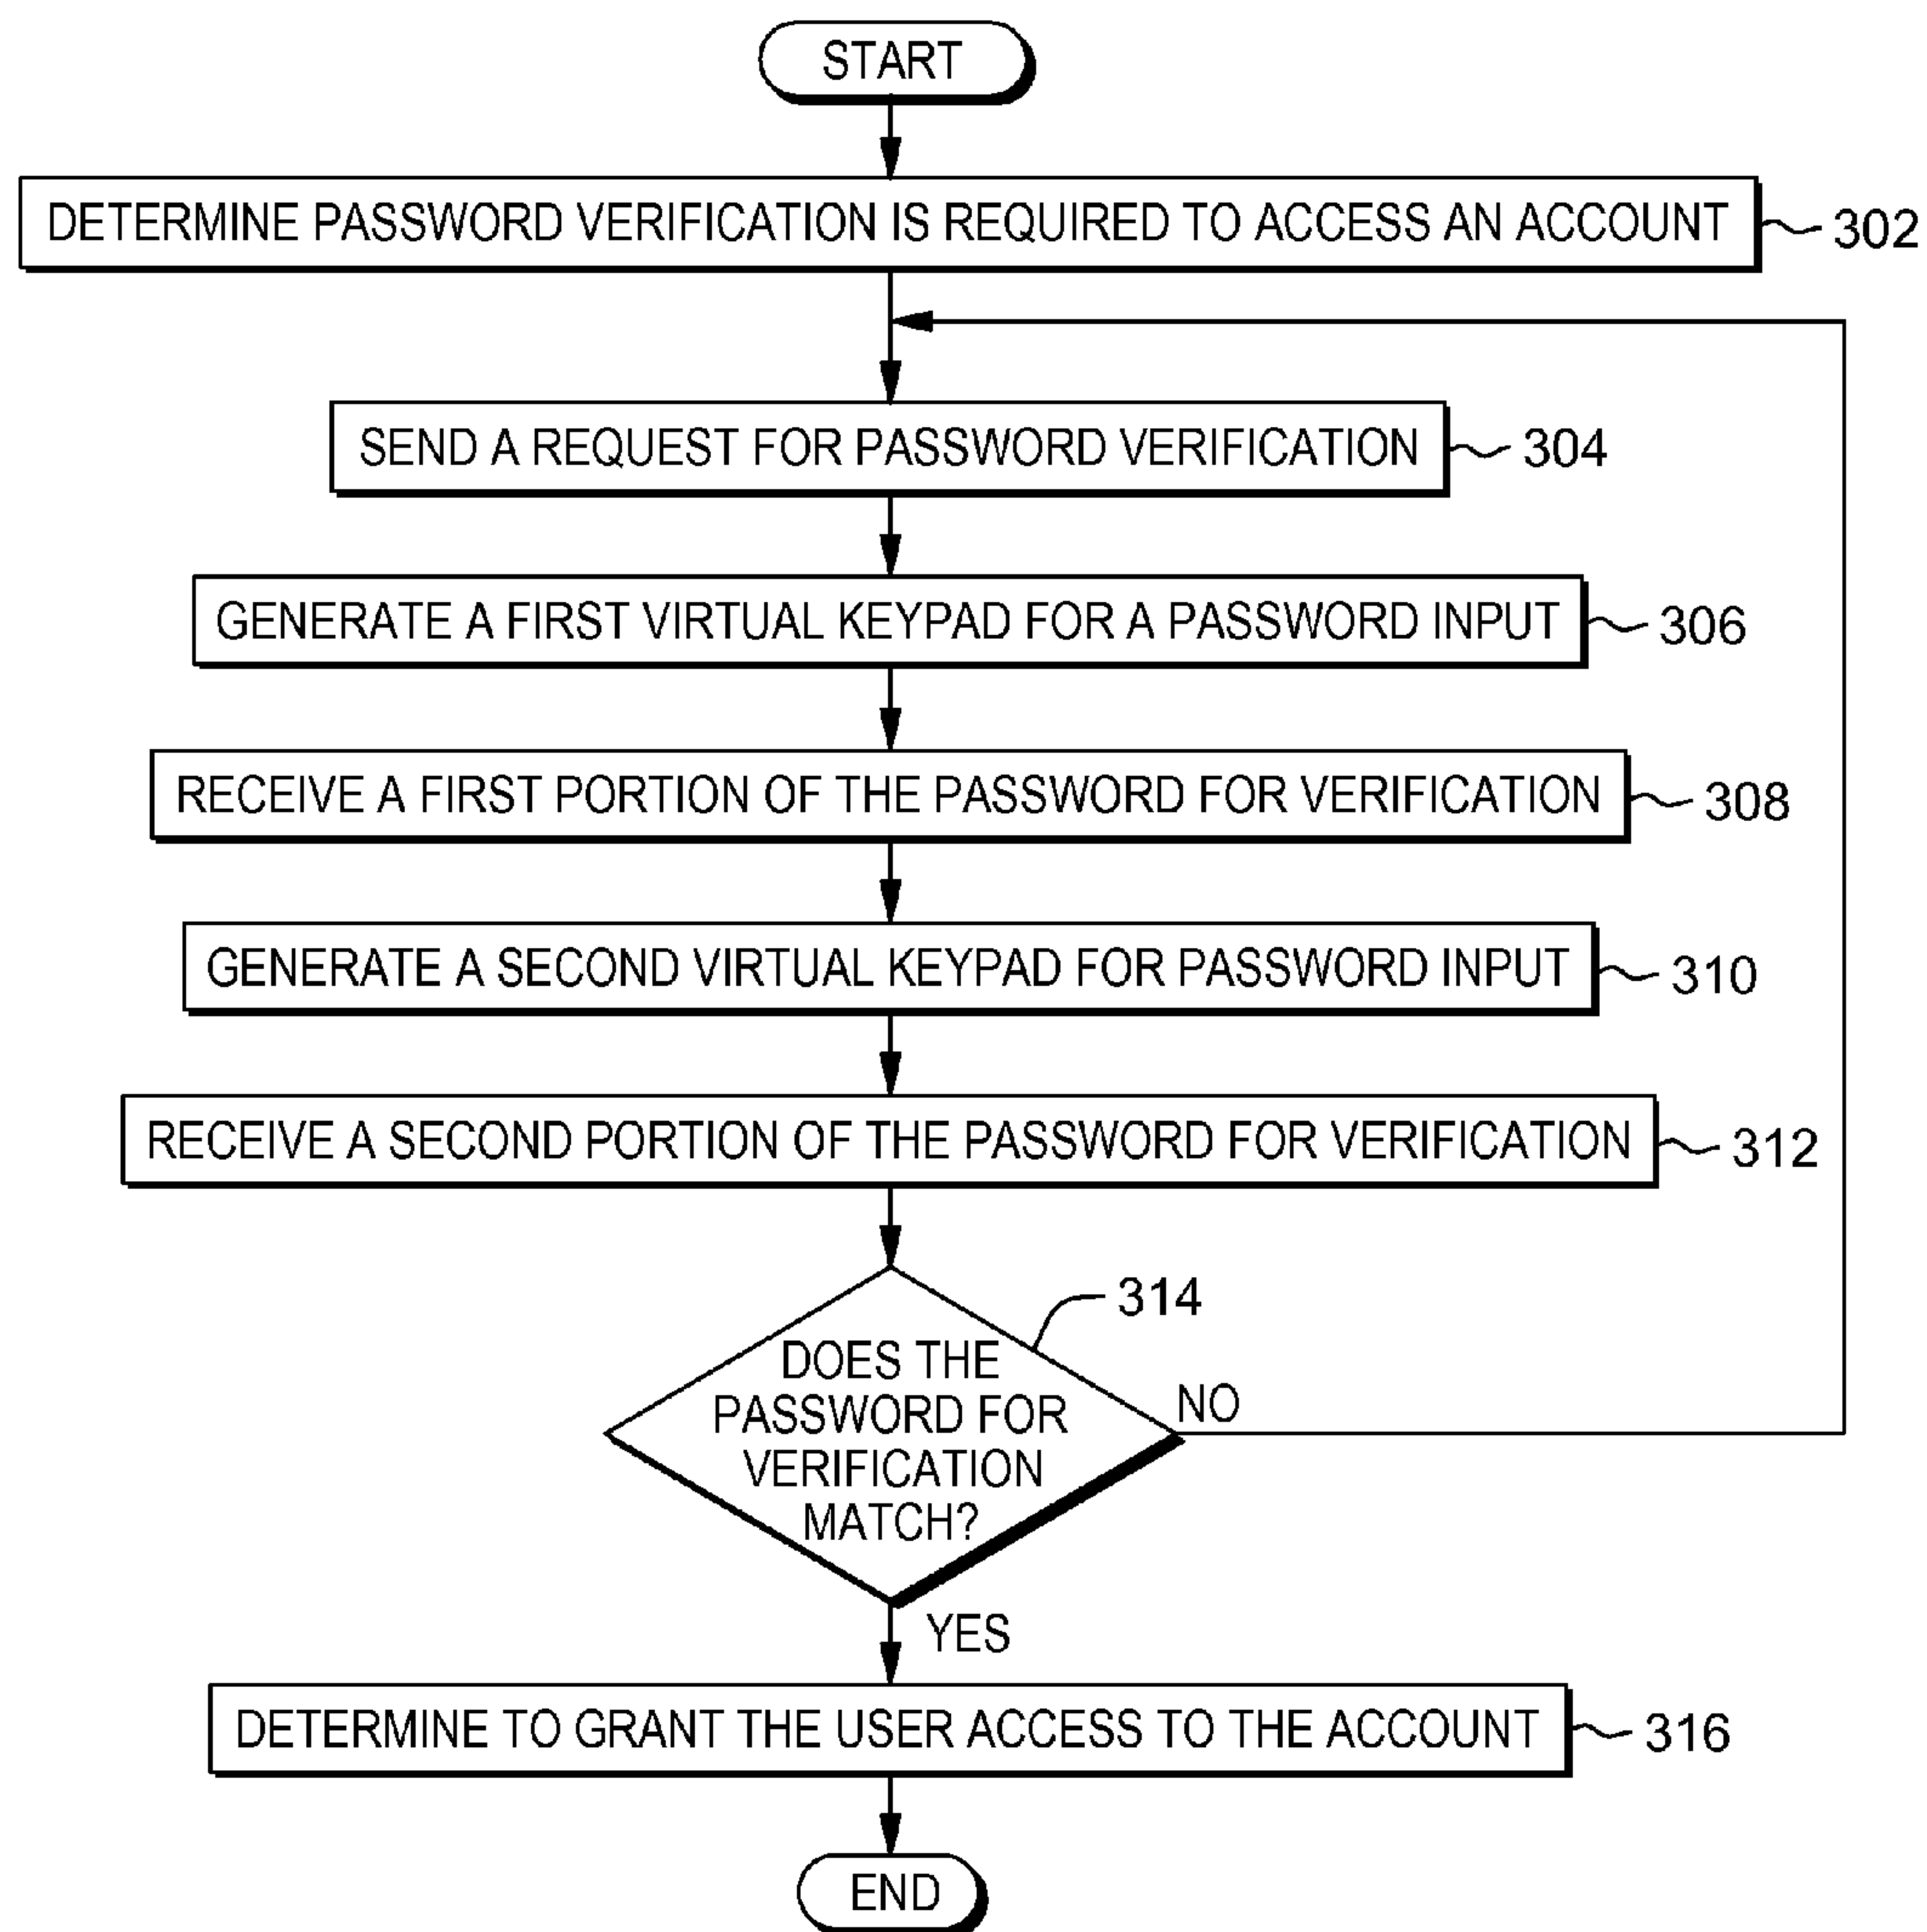 START
DETERMINE PASSWORD VERIFICATION IS REQUIRED TO ACCESS AN ACCOUNT
302
SEND A REQUEST FOR PASSWORD VERIFICATION
304
GENERATE A FIRST VIRTUAL KEYPAD FOR A PASSWORD INPUT
306
RECEIVE A FIRST PORTION OF THE PASSWORD FOR VERIFICATION
308
GENERATE A SECOND VIRTUAL KEYPAD FOR PASSWORD INPUT
310
RECEIVE A SECOND PORTION OF THE PASSWORD FOR VERIFICATION
312
314
DOES THE
PASSWORD FOR
VERIFICATION
MATCH?
NO
YES
DETERMINE TO GRANT THE USER ACCESS TO THE ACCOUNT
316
END